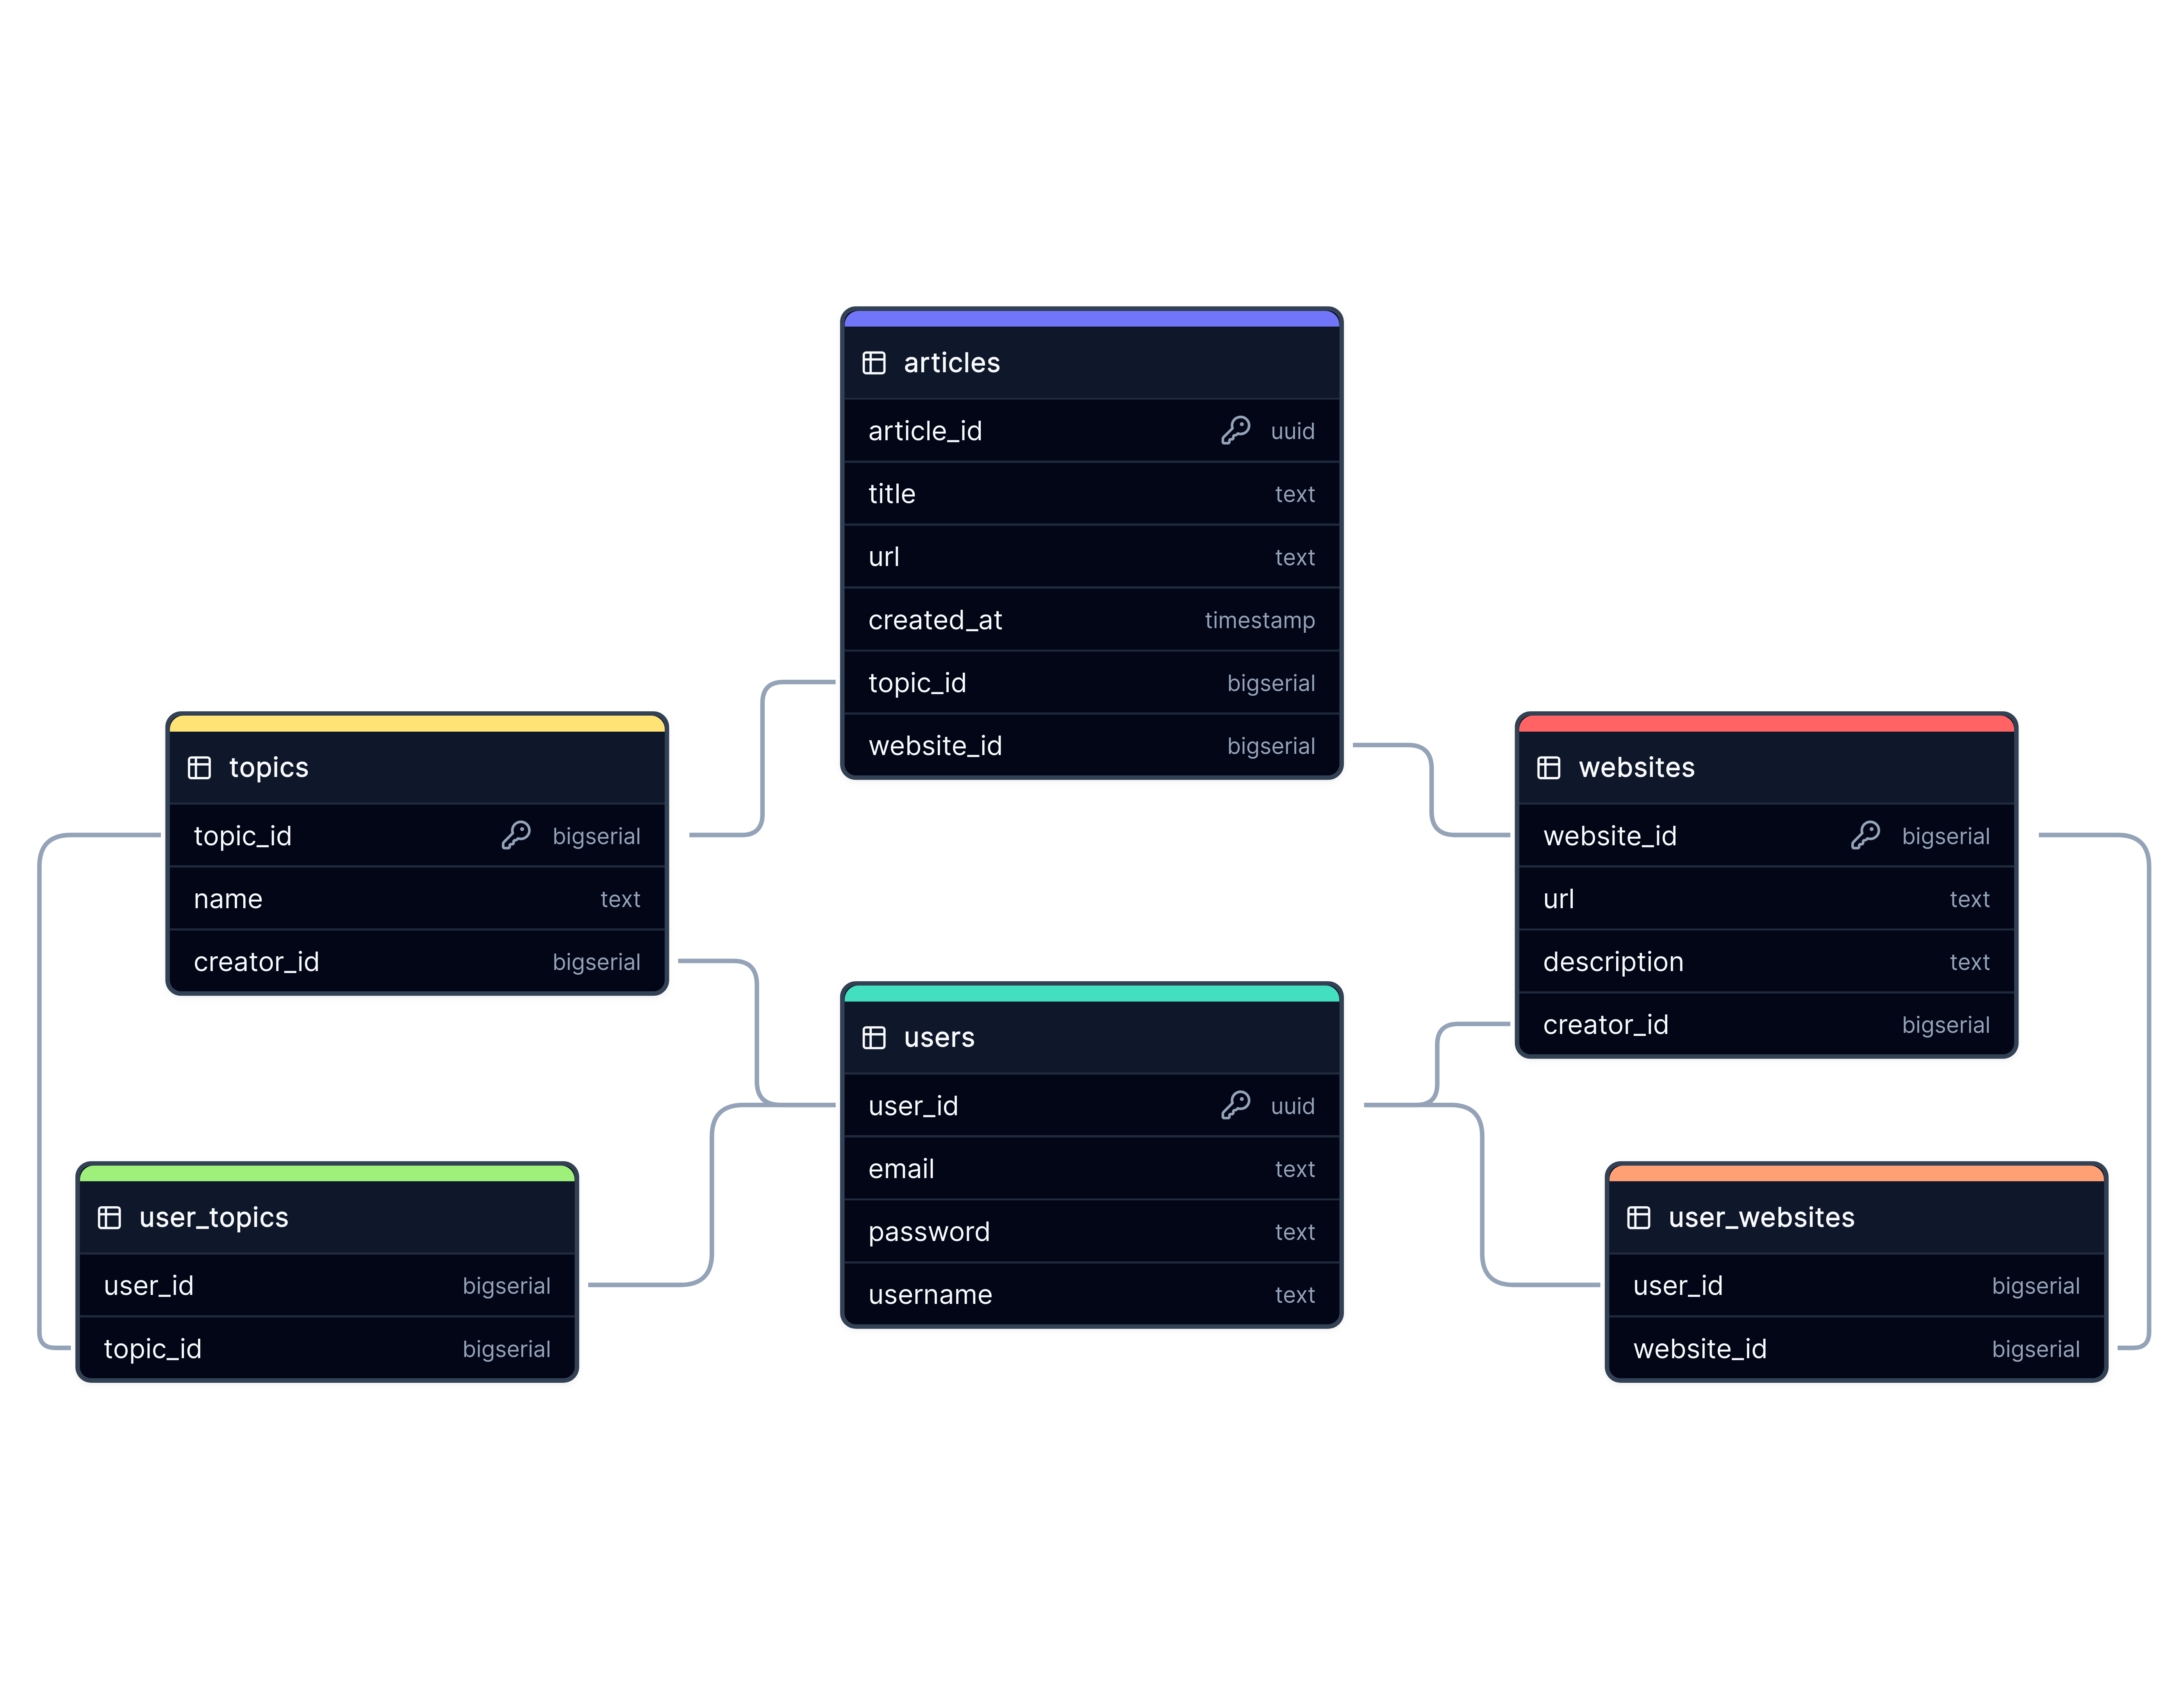 articles
article_id uuid
title text
url text
created_at timestamp
topic_id bigserial
website_id bigserial
topics
topic_id bigserial
name text
creator_id bigserial
websites
website_id bigserial
url text
description text
creator_id bigserial
users
user_id uuid
email text
password text
username text
user_topics
user_id bigserial
topic_id bigserial
user_websites
user_id bigserial
website_id bigserial